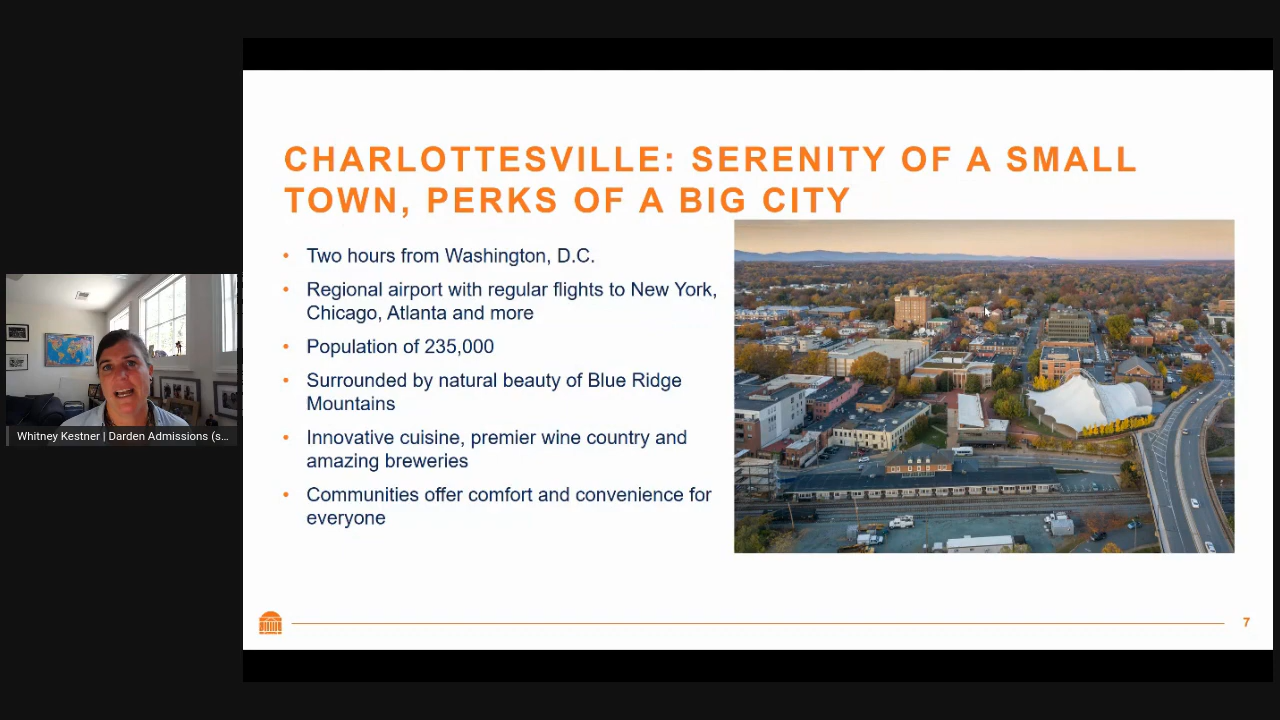 CHARLOTTESVILLE: SERENITY OF A SMALL
TOWN, PERKS OF A BIG CITY
• Two hours from Washington, D.C.
• Regional airport with regular flights to New York,
Chicago, Atlanta and more
• Population of 235,000
• Surrounded by natural beauty of Blue Ridge
Mountains
• Innovative cuisine, premier wine country and
amazing breweries
• Communities offer comfort and convenience for
everyone
Whitney Kestner | Darden Admissions (s...
7